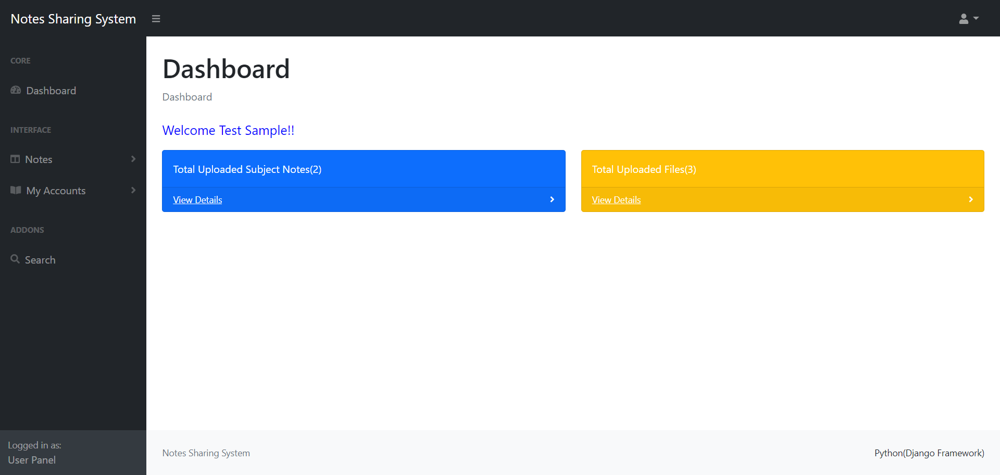 Notes Sharing System
CORE
Dashboard
INTERFACE
Notes
My Accounts
ADDONS
Search
Logged in as:
User Panel
Dashboard
Dashboard
Welcome Test Sample!!
Total Uploaded Subject Notes(2)
View Details
Total Uploaded Files(3)
View Details
Notes Sharing System
Python(Django Framework)